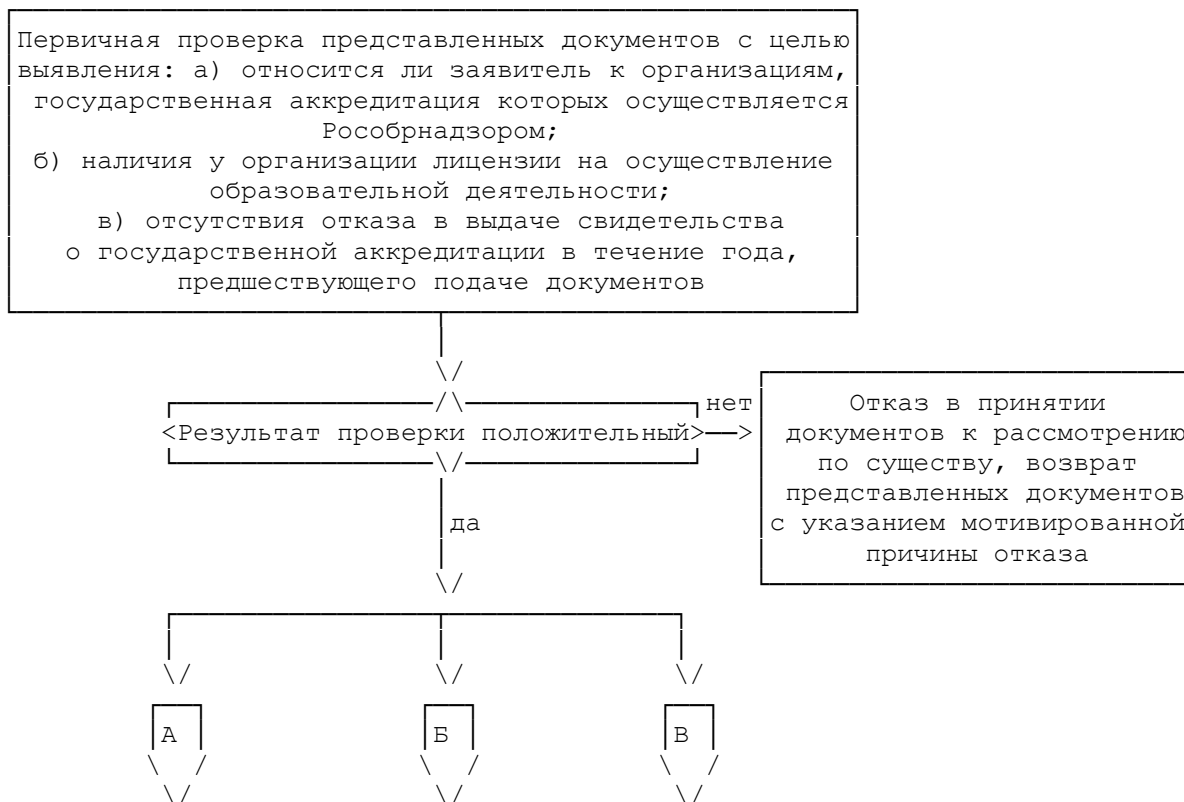 Первичная проверка представленных документов с целью
выявления: а) относится ли заявитель к организациям,
государственная аккредитация которых осуществляется
Рособрнадзором;
б) наличия у организации лицензии на осуществление
образовательной деятельности;
в) отсутствия отказа в выдаче свидетельства
о государственной аккредитации в течение года,
предшествующего подаче документов
<Результат проверки положительный>
нет
Отказ в принятии
документов к рассмотрению
по существу, возврат
представленных документов
с указанием мотивированной
причины отказа
да
А
Б
В